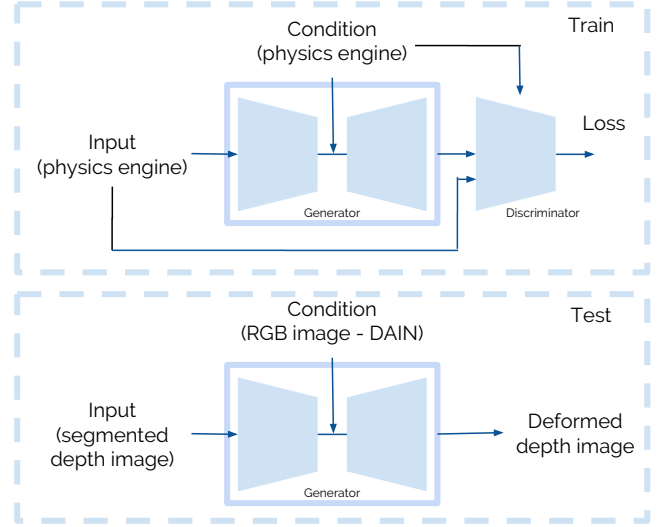 Train
Condition
(physics engine)
Input
(physics engine)
Loss
Generator
Discriminator
Test
Condition
(RGB image - DAIN)
Input
(segmented
depth image)
Deformed
depth image
Generator